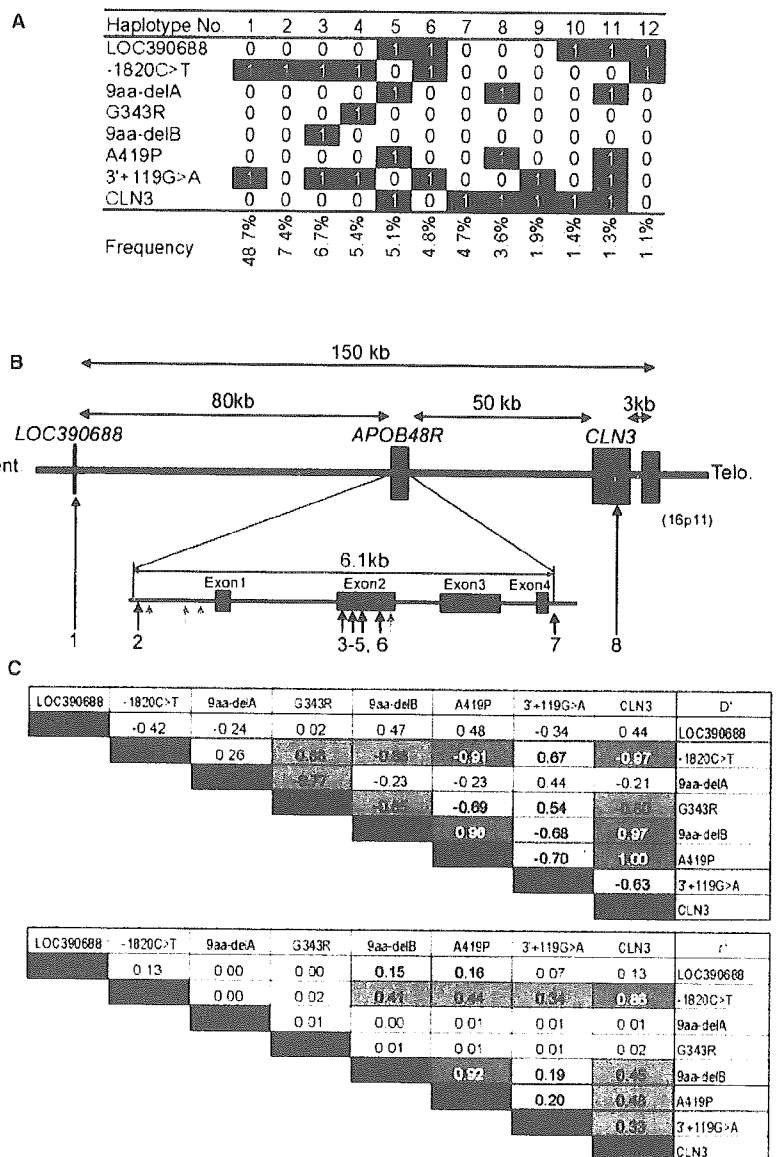 A
Haplotype No. 1 2 3 4 5 6 7 8 9 10 11 12
LOC390688 0 0 0 0 1 1 0 0 0 1 1 1
-1820C>T 1 1 1 1 0 1 0 0 0 0 0 1
9aa-delA 0 0 0 0 1 0 0 1 0 0 1 0
G343R 0 0 0 1 0 0 0 0 0 0 0 0
9aa-delB 0 0 1 0 0 0 0 0 0 0 0 0
A419P 0 0 0 0 1 0 0 1 0 0 1 0
3'+119G>A 1 0 1 1 0 1 0 0 1 0 1 0
CLN3 0 0 0 0 1 0 1 1 1 1 1 0
Frequency 48.7% 7.4% 6.7% 5.4% 5.1% 4.8% 4.7% 3.6% 1.9% 1.4% 1.3% 1.1%
B
150 kb
80kb 50 kb 3kb
LOC390688 APOB48R CLN3
ent. Telo.
(16p11)
6.1kb
Exon1 Exon2 Exon3 Exon4
1 2 3-5, 6 7 8
C
LOC390688 -1820C>T 9aa-delA G343R 9aa-delB A419P 3'+119G>A CLN3 D'
-0.42 -0.24 0.02 0.47 0.48 -0.34 0.44 LOC390688
0.26 -0.91 0.67 -0.97 -1820C>T
-0.23 -0.23 0.44 -0.21 9aa-delA
-0.69 0.54 G343R
0.96 -0.68 0.97 9aa-delB
-0.70 1.00 A419P
-0.63 3'+119G>A
CLN3
LOC390688 -1820C>T 9aa-delA G343R 9aa-delB A419P 3'+119G>A CLN3
0.13 0.00 0.00 0.15 0.16 0.07 0.13 LOC390688
0.00 0.02 0.41 0.44 0.34 -1820C>T
0.01 0.00 0.01 0.01 0.01 9aa-delA
0.01 0.01 0.01 0.02 G343R
0.92 0.19 0.45 9aa-delB
0.20 A419P
0.33 3'+119G>A
CLN3